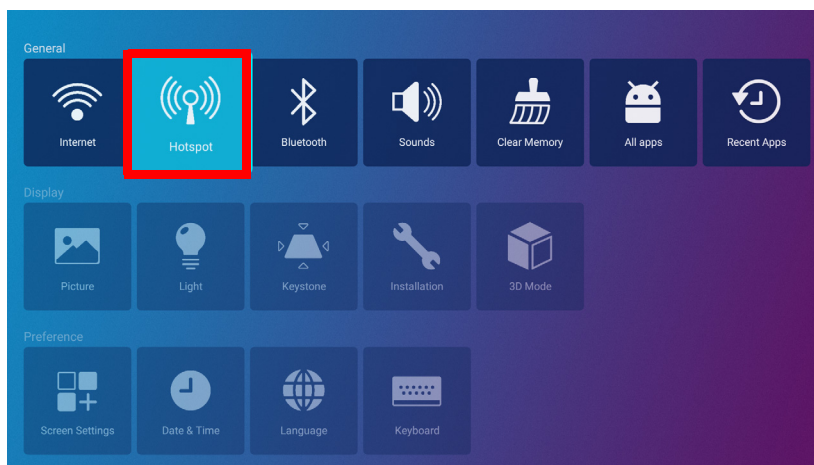 General
Internet
Hotspot
Bluetooth
Sounds
Clear Memory
All apps
Recent Apps
Display
Picture
Light
Keystone
Installation
3D Mode
Preference
Screen Settings
Date & Time
Language
Keyboard